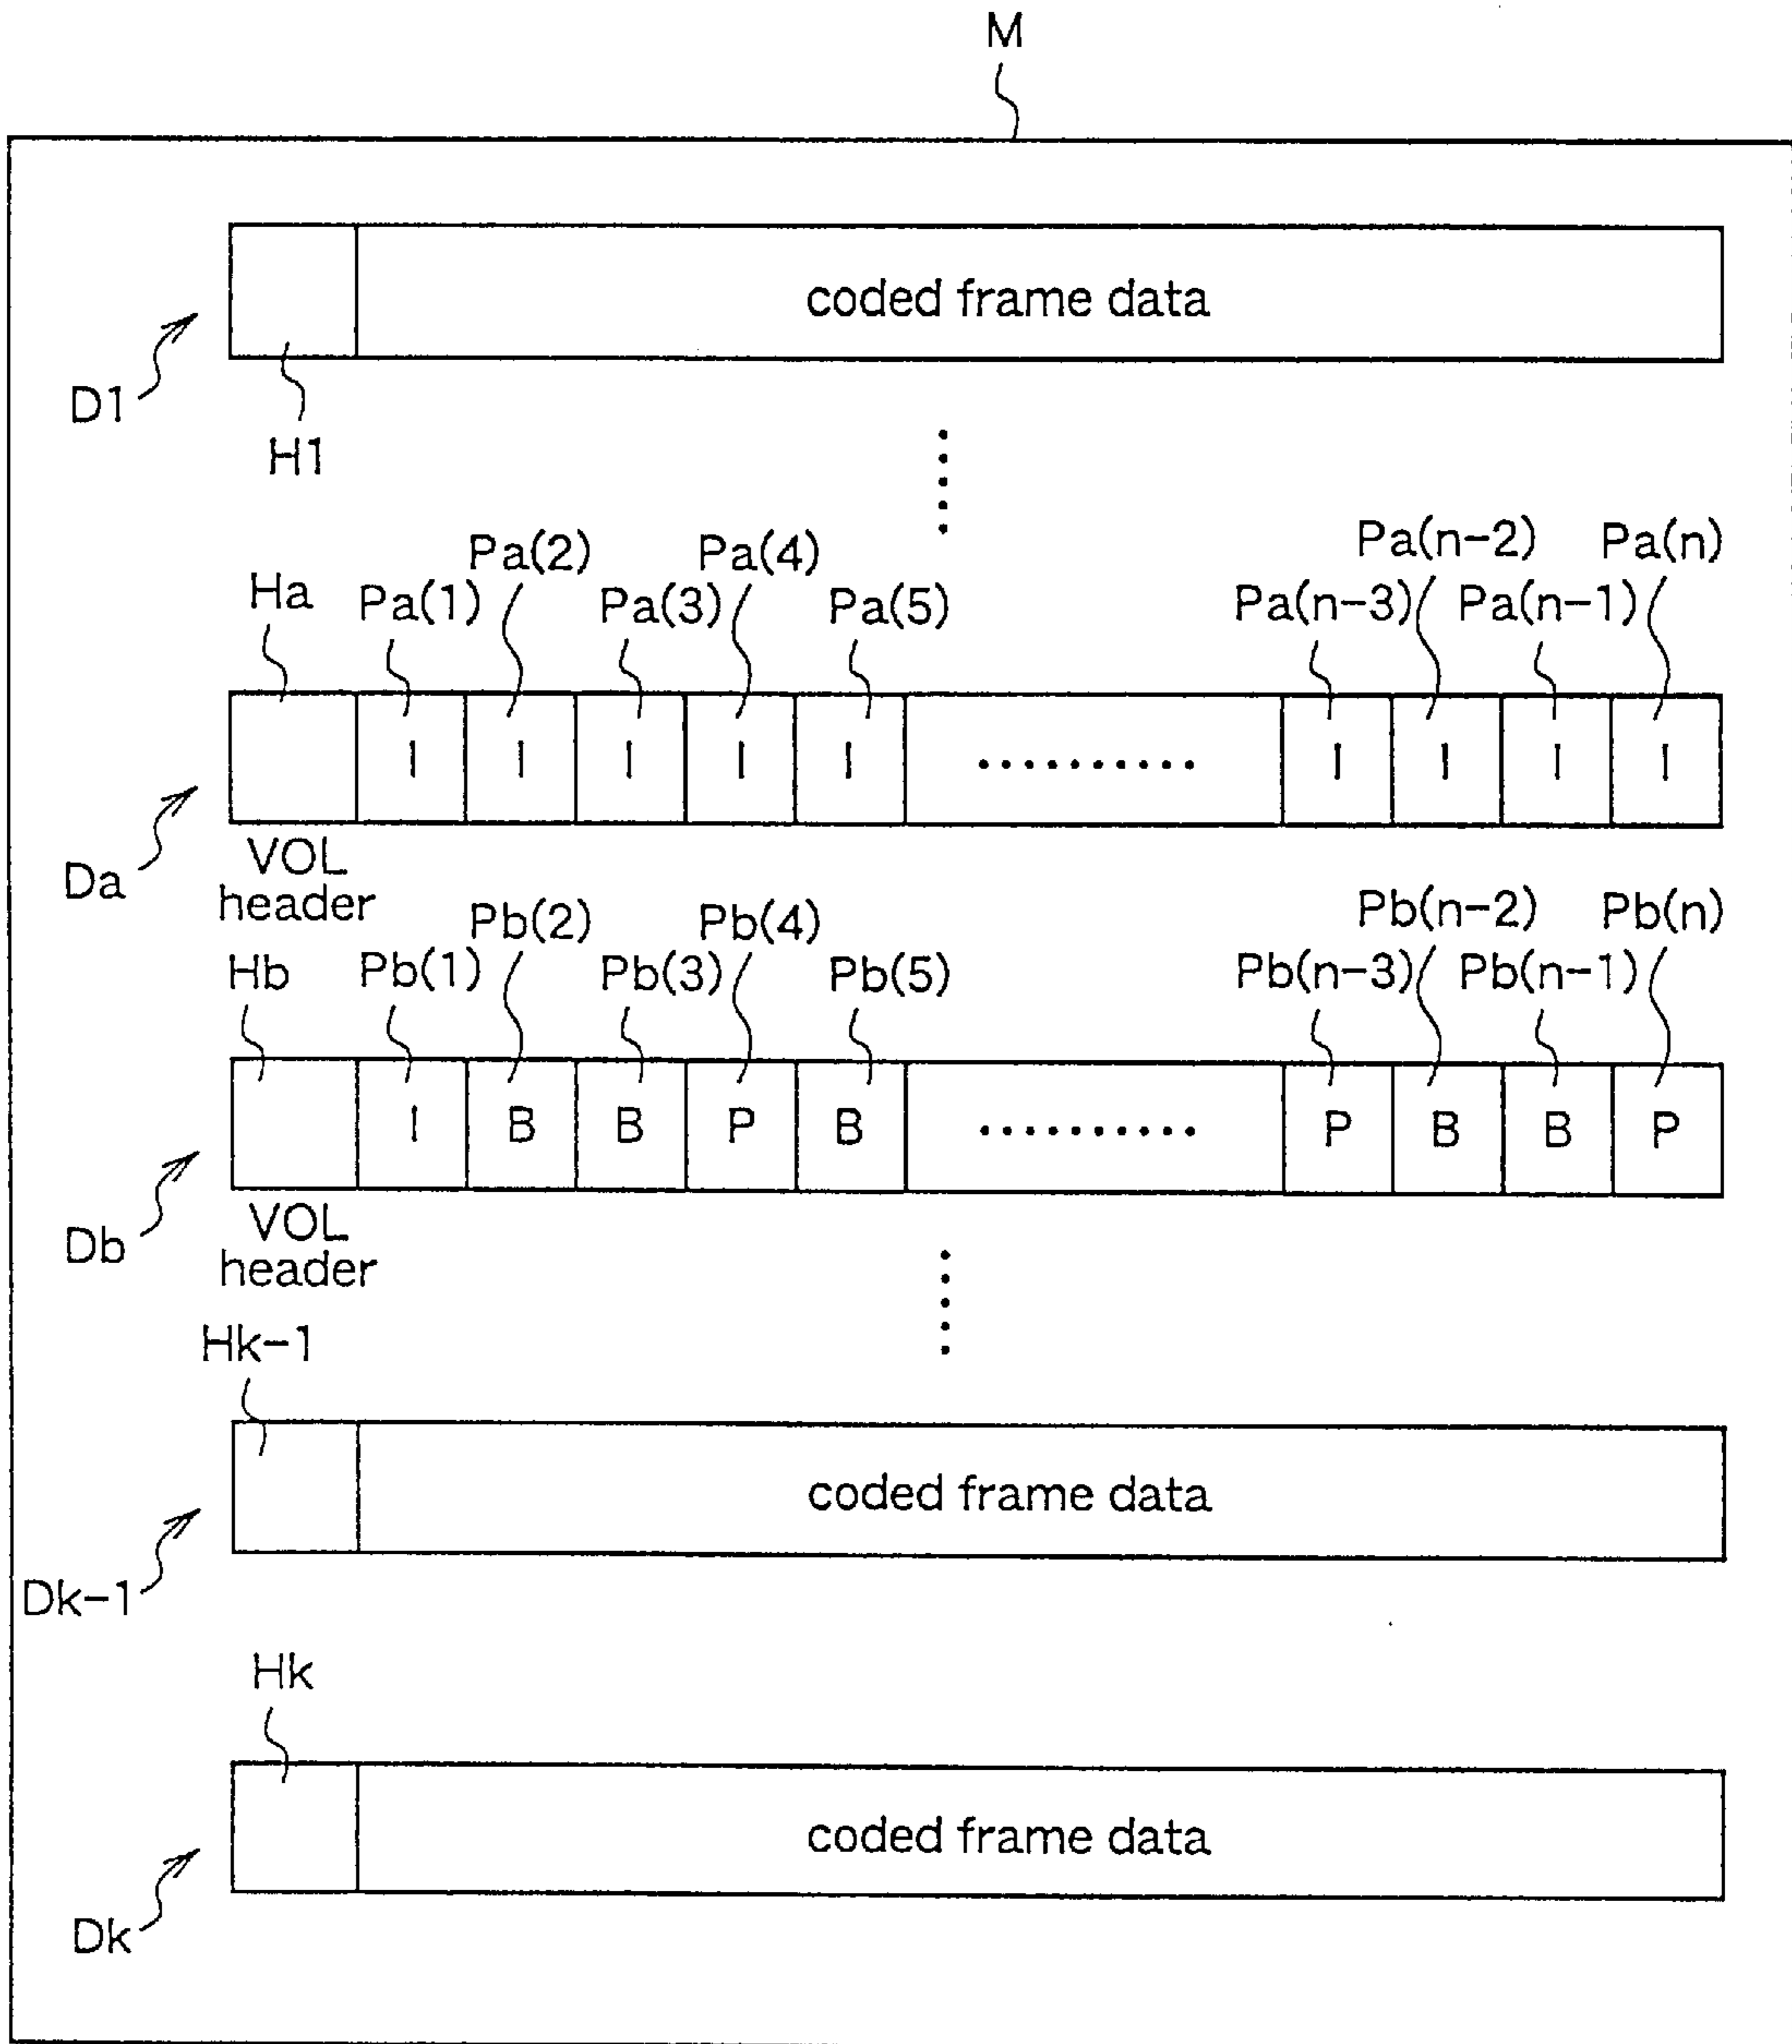 M
coded frame data
D1
H1
Pa(2) Pa(4) Pa(n-2) Pa(n)
Ha Pa(1) Pa(3) Pa(5) Pa(n-3) Pa(n-1)
I I I I I .......... I I I I
Da
VOL
header
Pb(2) Pb(4) Pb(n-2) Pb(n)
Hb Pb(1) Pb(3) Pb(5) Pb(n-3) Pb(n-1)
I B B P B .......... P B B P
Db
VOL
header
Hk-1
coded frame data
Dk-1
Hk
coded frame data
Dk